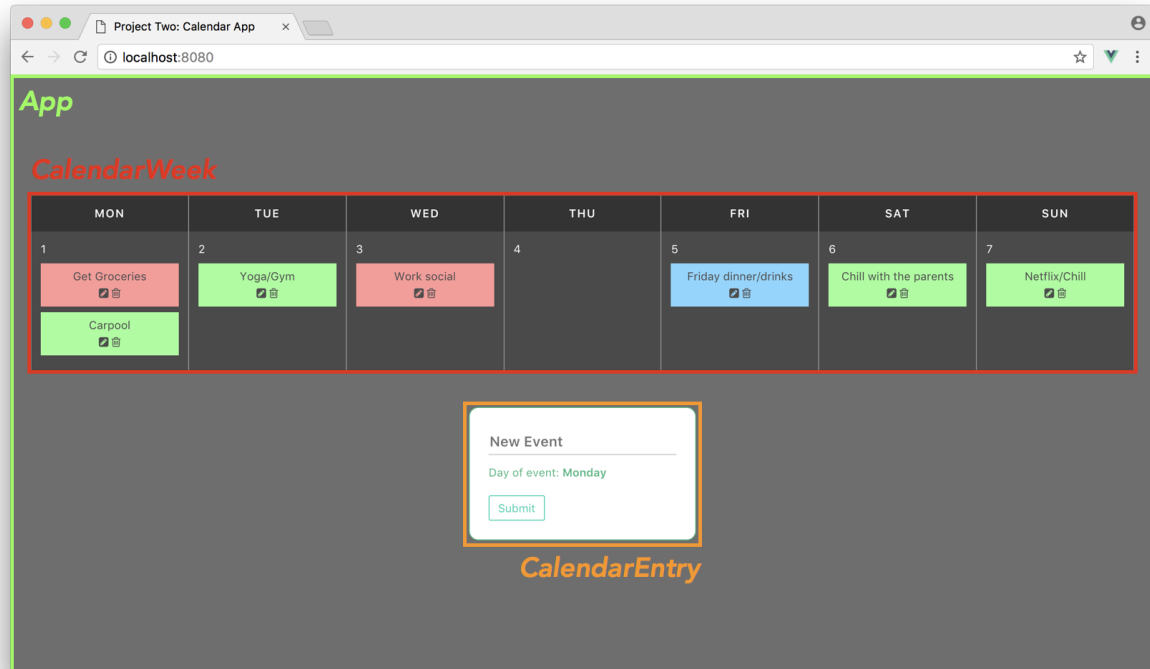 Project Two: Calendar App
localhost:8080
App
CalendarWeek
MON TUE WED THU FRI SAT SUN
1 2 3 4 5 6 7
Get Groceries Yoga/Gym Work social Friday dinner/drinks Chill with the parents Netflix/Chill
Carpool
New Event
Day of event: Monday
Submit
CalendarEntry